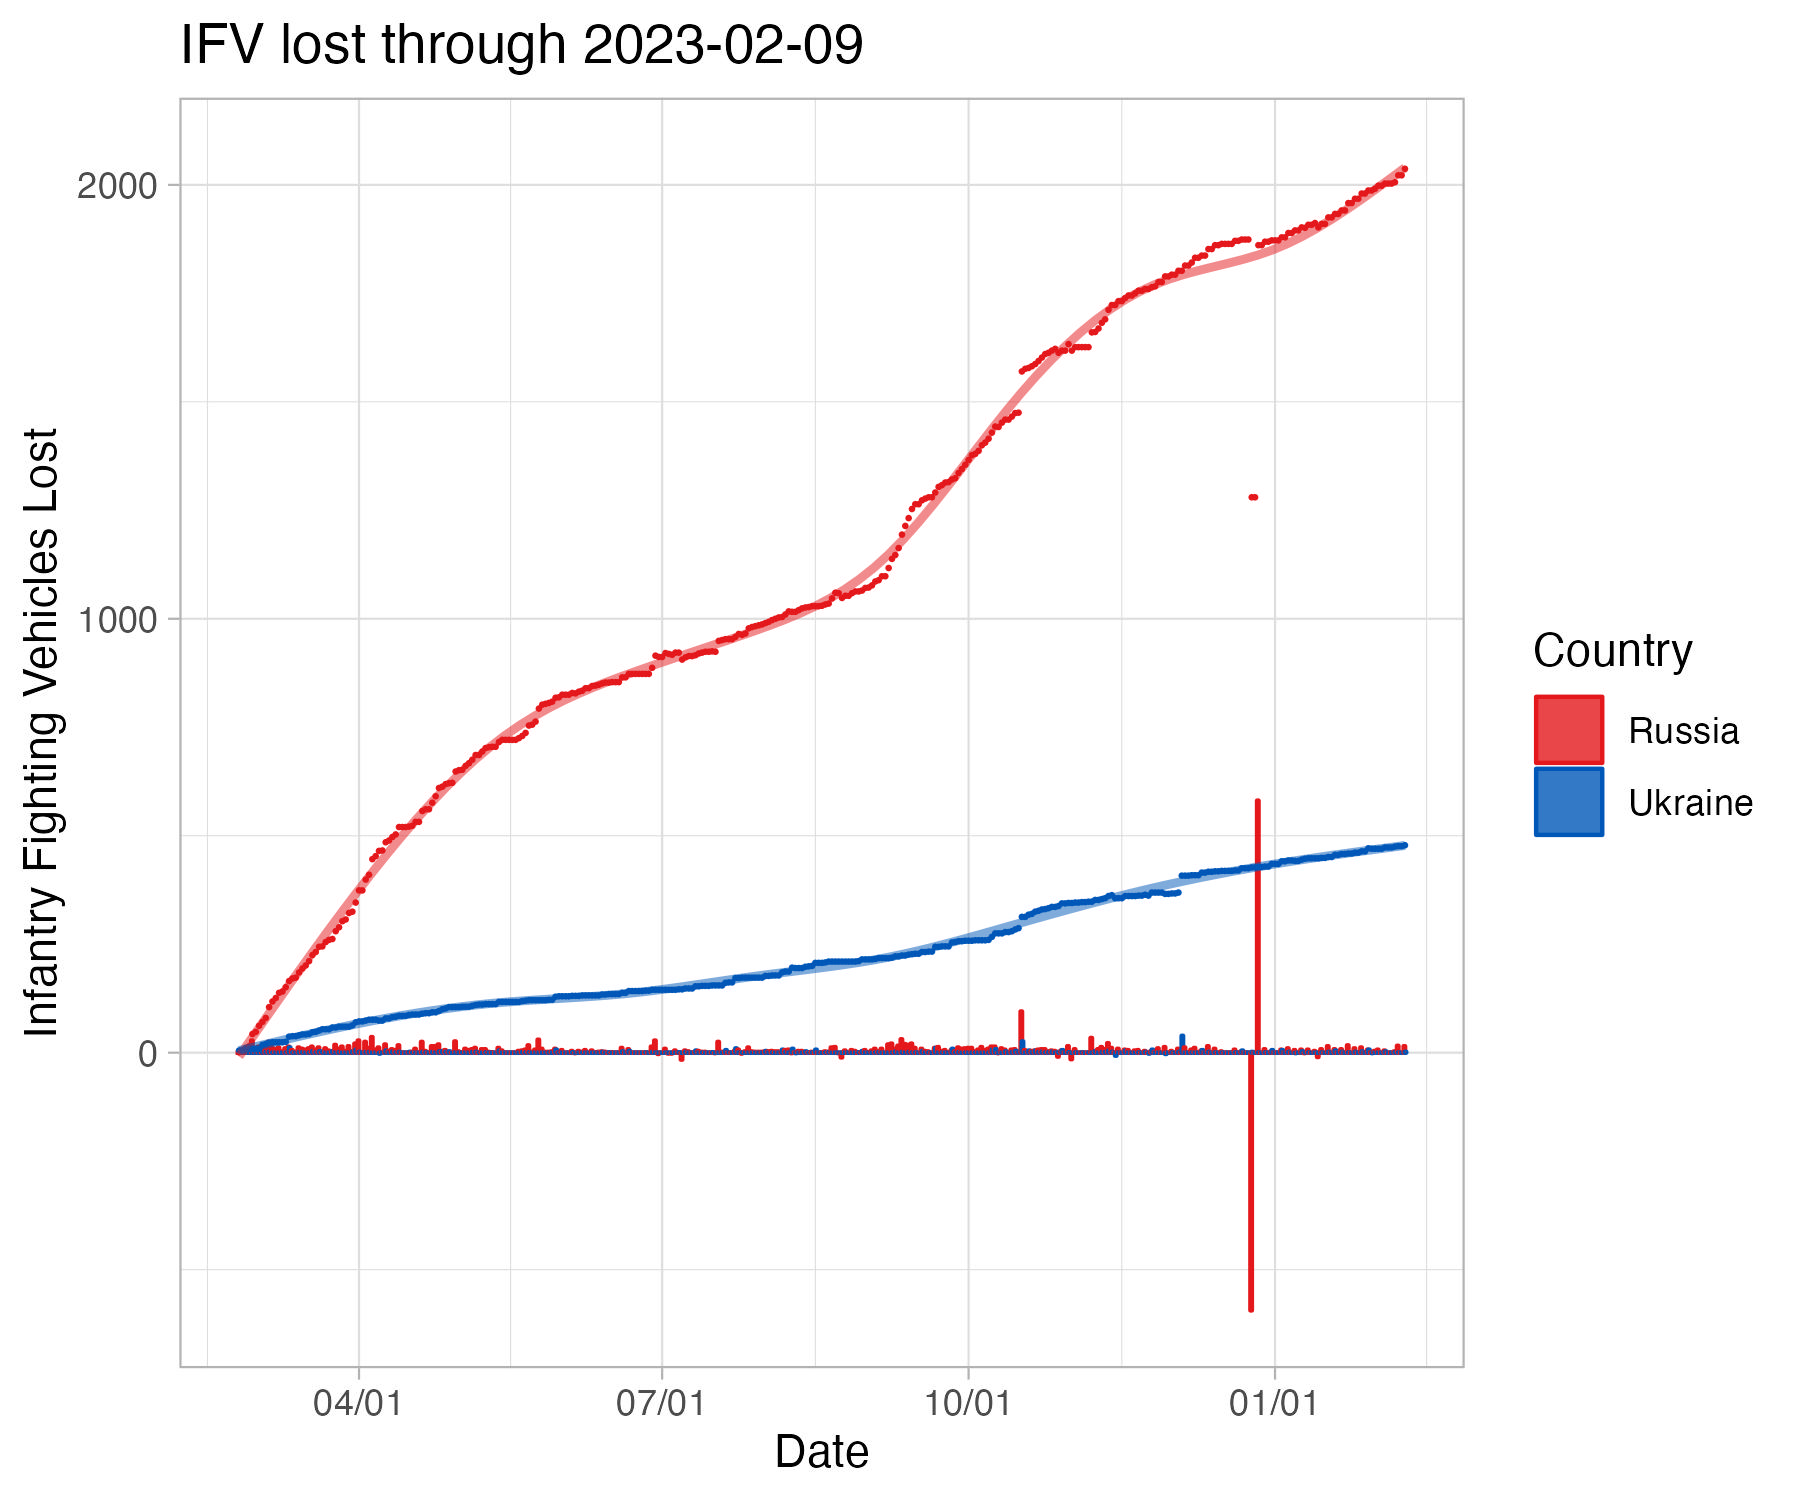 IFV lost through 2023-02-09
Infantry Fighting Vehicles Lost
2000
1000
0
04/01
07/01
10/01
01/01
Date
Country
Russia
Ukraine